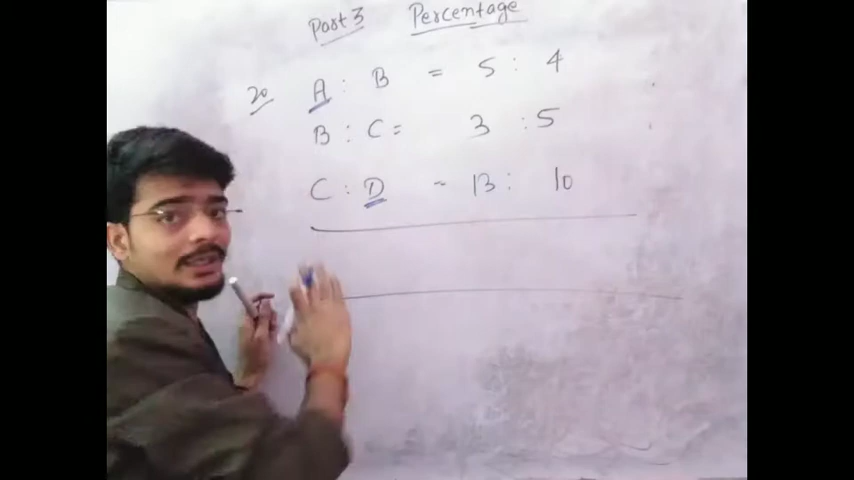 Part 3 Percentage
20 A : B = 5 : 4
B : C = 3 : 5
C : D = 13 : 10